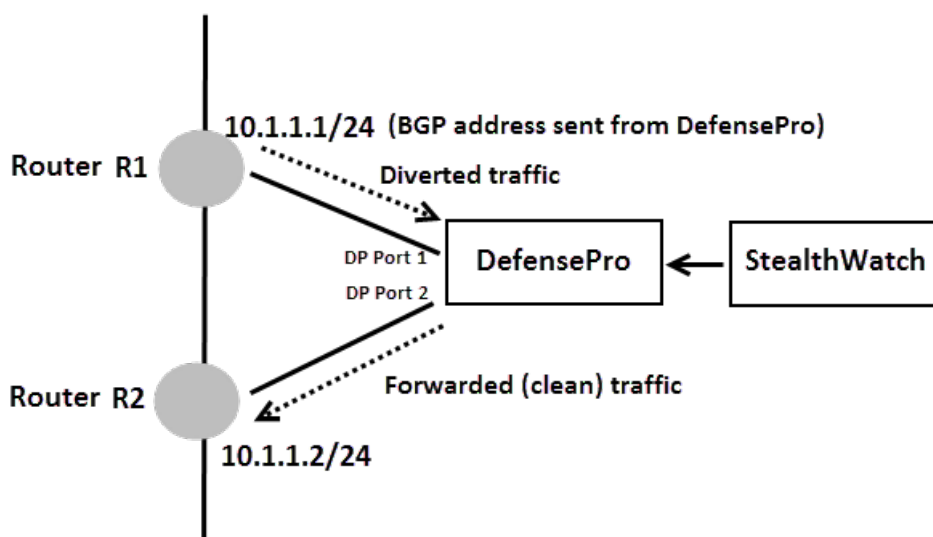 10.1.1.1/24 (BGP address sent from DefensePro)
Router R1
Diverted traffic
DP Port 1
DefensePro
StealthWatch
DP Port 2
Router R2
Forwarded (clean) traffic
10.1.1.2/24